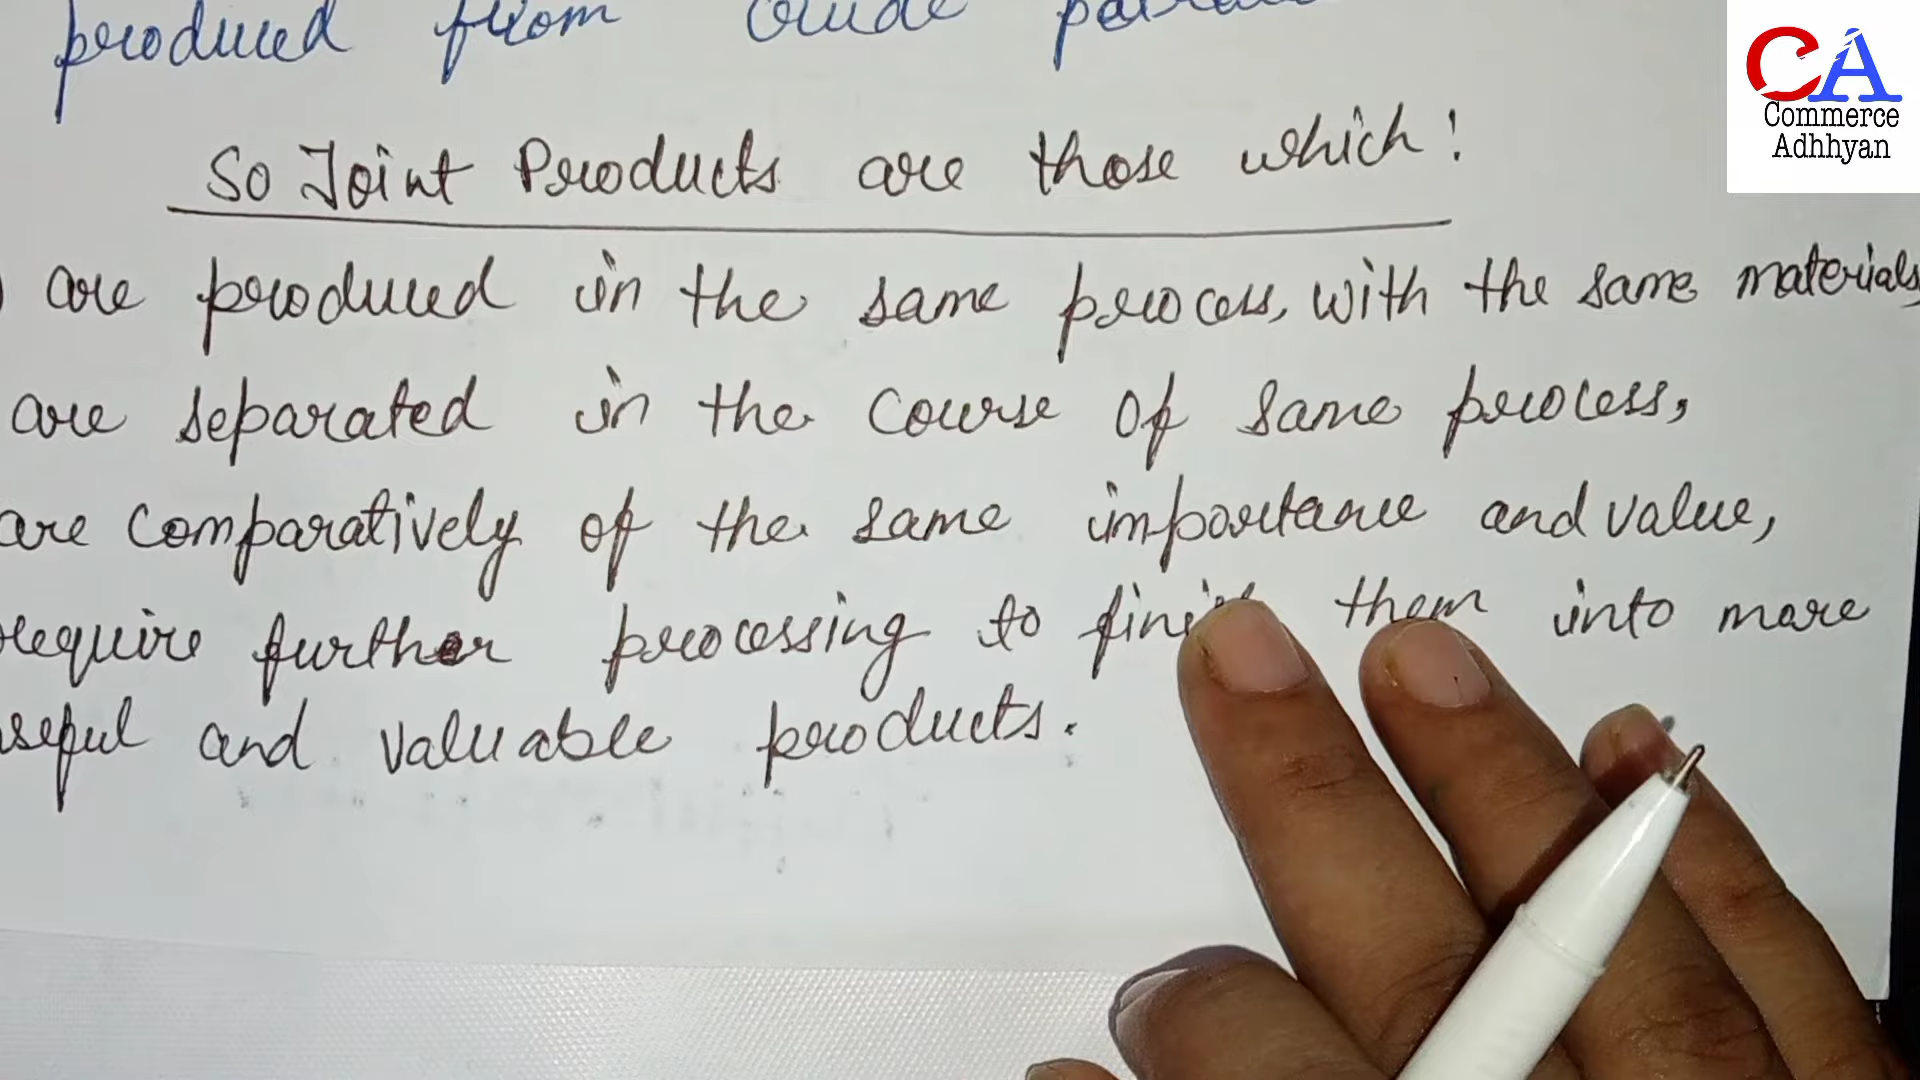 produced from crude
CA
Commerce
Adhhyan
So Joint Products are those which:
are produced in the same process, with the same materials,
are separated in the course of same process,
are comparatively of the same importance and value,
require further processing to finish them into more
seful and valuable products.